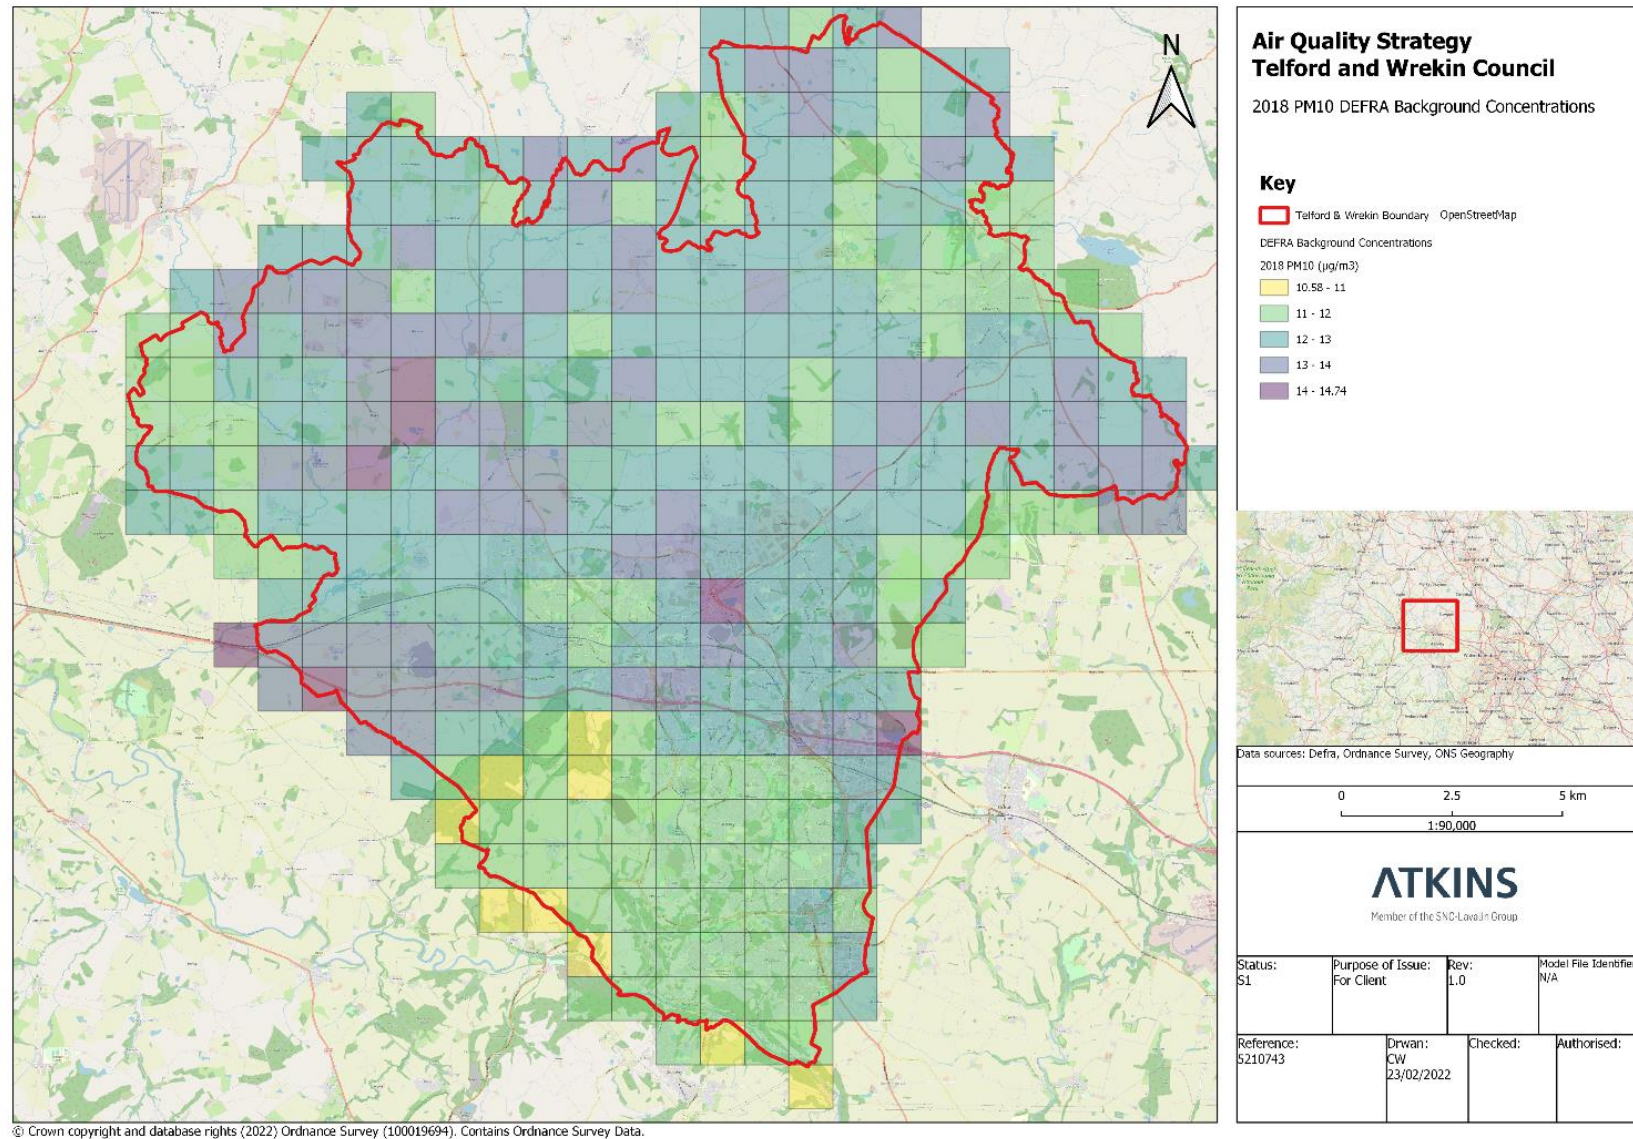 Air Quality Strategy
Telford and Wrekin Council
2018 PM10 DEFRA Background Concentrations
N
Key
Telford & Wrekin Boundary OpenStreetMap
DEFRA Background Concentrations
2018 PM10 (µg/m3)
10.58 - 11
11 - 12
12 - 13
13 - 14
14 - 14.74
Data sources: Defra, Ordnance Survey, ONS Geography
0 2.5 5 km
1:90,000
ATKINS
Member of the SNC-Lavalin Group
Status:
S1
Purpose of Issue:
For Client
Rev:
1.0
Model File Identifie
N/A
Reference:
5210743
Drwan:
CW
23/02/2022
Checked:
Authorised:
© Crown copyright and database rights (2022) Ordnance Survey (100019694). Contains Ordnance Survey Data.